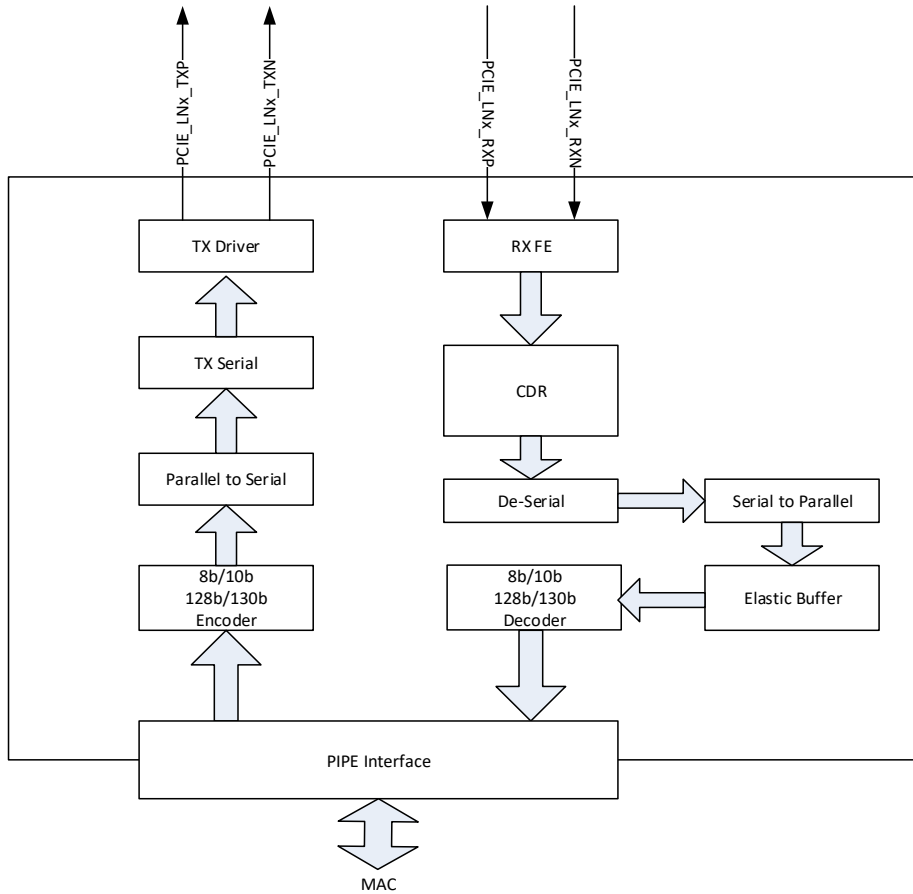 PCIE_LNx_TXP
PCIE_LNx_TXN
PCIE_LNx_RXP
PCIE_LNx_RXN
TX Driver
RX FE
TX Serial
CDR
Parallel to Serial
De-Serial
Serial to Parallel
8b/10b
128b/130b
Encoder
8b/10b
128b/130b
Decoder
Elastic Buffer
PIPE Interface
MAC